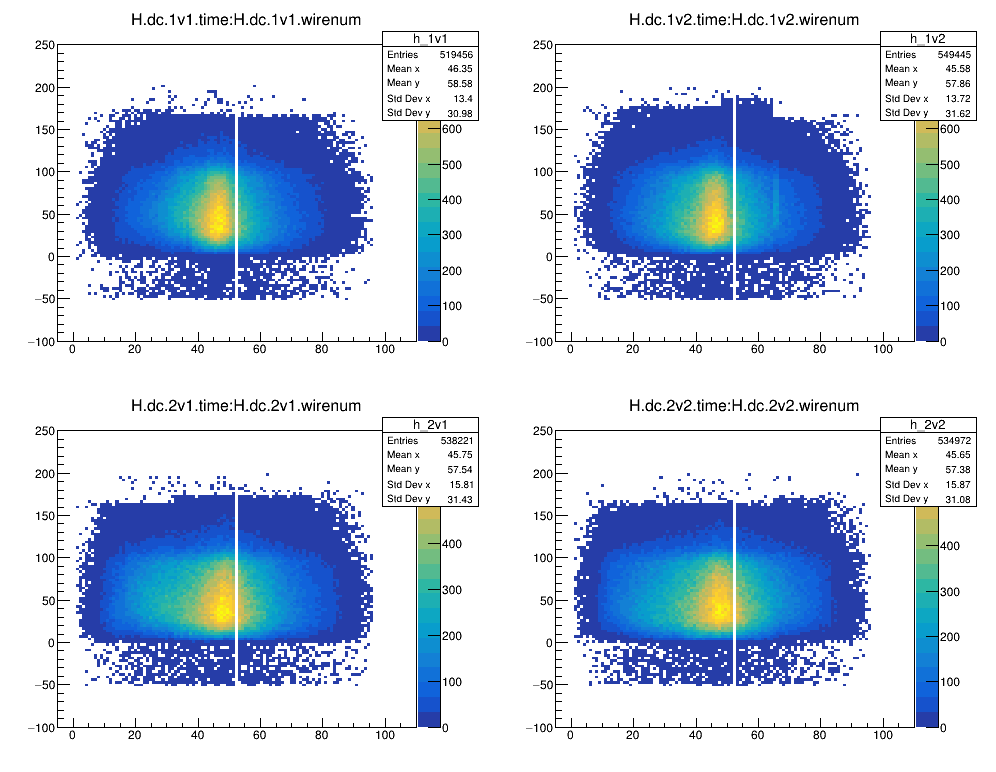 H.dc.1v1.time:H.dc.1v1.wirenum
h_1v1
Entries 519456
Mean x 46.35
Mean y 58.58
Std Dev x 13.4
Std Dev y 30.98
250
200
150
100
50
0
−50
−100
0 20 40 60 80 100
600
500
400
300
200
100
0
H.dc.1v2.time:H.dc.1v2.wirenum
h_1v2
Entries 549445
Mean x 45.58
Mean y 57.86
Std Dev x 13.72
Std Dev y 31.62
250
200
150
100
50
0
−50
−100
0 20 40 60 80 100
600
500
400
300
200
100
0
H.dc.2v1.time:H.dc.2v1.wirenum
h_2v1
Entries 538221
Mean x 45.75
Mean y 57.54
Std Dev x 15.81
Std Dev y 31.43
250
200
150
100
50
0
−50
−100
0 20 40 60 80 100
400
300
200
100
0
H.dc.2v2.time:H.dc.2v2.wirenum
h_2v2
Entries 534972
Mean x 45.65
Mean y 57.38
Std Dev x 15.87
Std Dev y 31.08
250
200
150
100
50
0
−50
−100
0 20 40 60 80 100
400
300
200
100
0